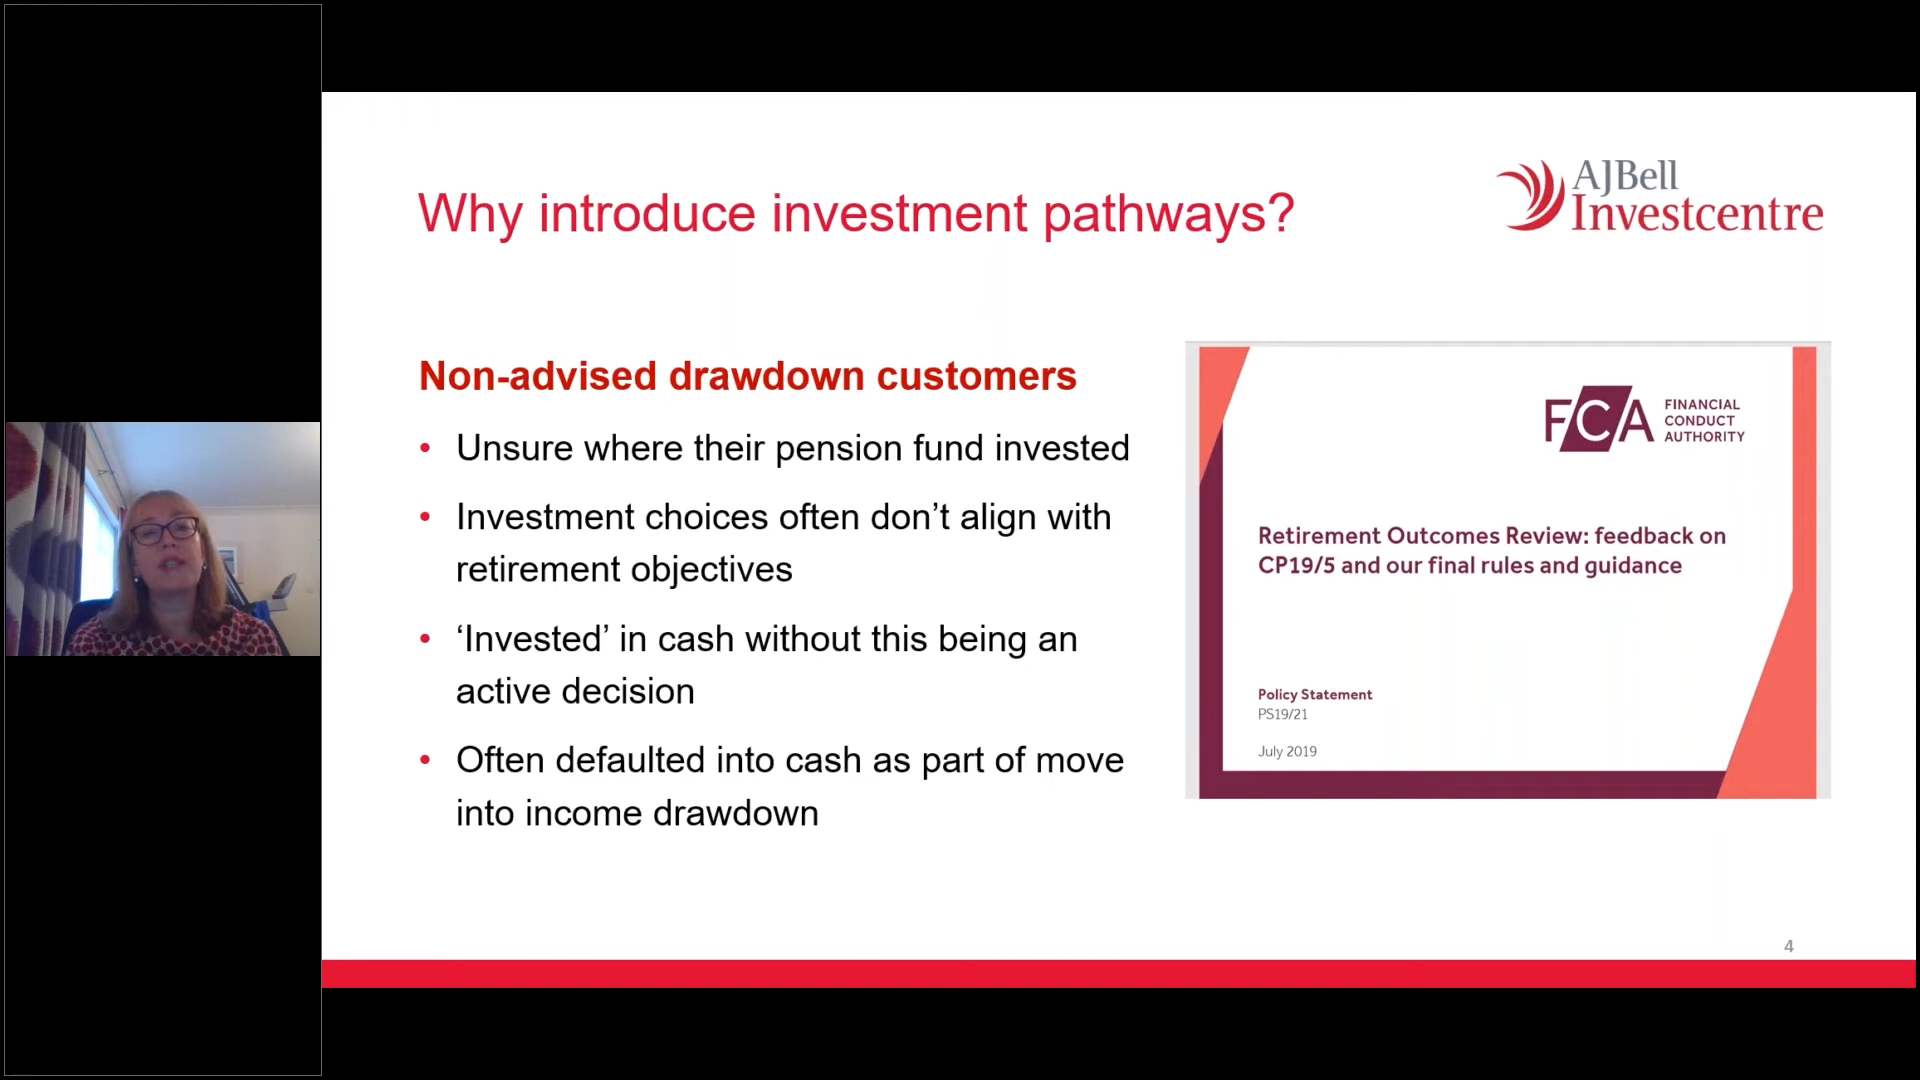 Why introduce investment pathways?
AJBell
Investcentre
Non-advised drawdown customers
• Unsure where their pension fund invested
• Investment choices often don’t align with
retirement objectives
• ‘Invested’ in cash without this being an
active decision
• Often defaulted into cash as part of move
into income drawdown
FCA
FINANCIAL
CONDUCT
AUTHORITY
Retirement Outcomes Review: feedback on
CP19/5 and our final rules and guidance
Policy Statement
PS19/21
July 2019
4